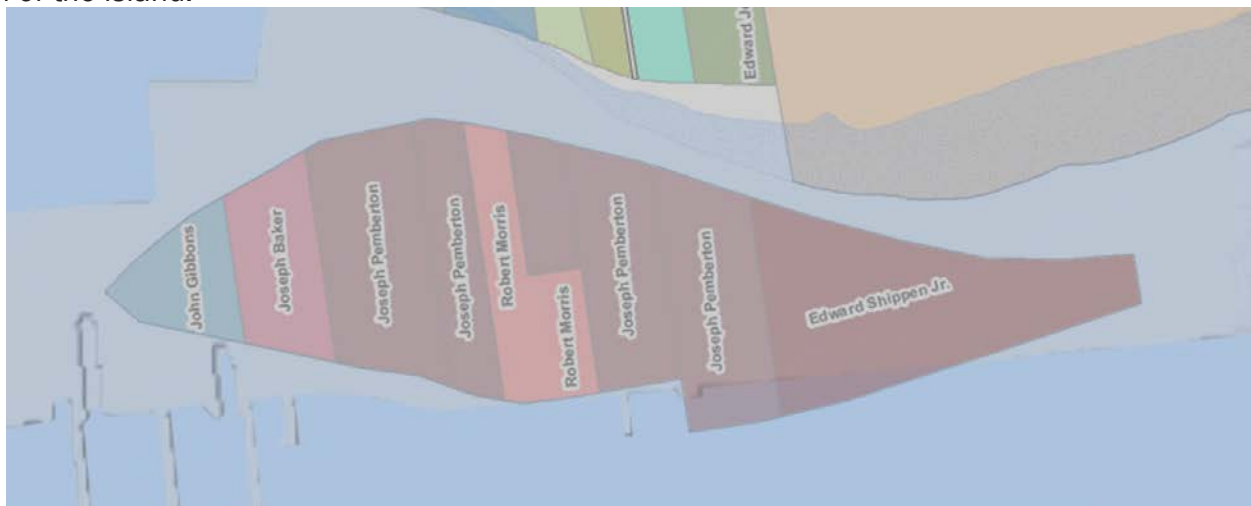 or the island.
Edward Je
John Gibbons
Joseph Baker
Joseph Pemberton
Joseph Pemberton
Robert Morris
Robert Morris
Joseph Pemberton
Joseph Pemberton
Edward Shippen Jr.